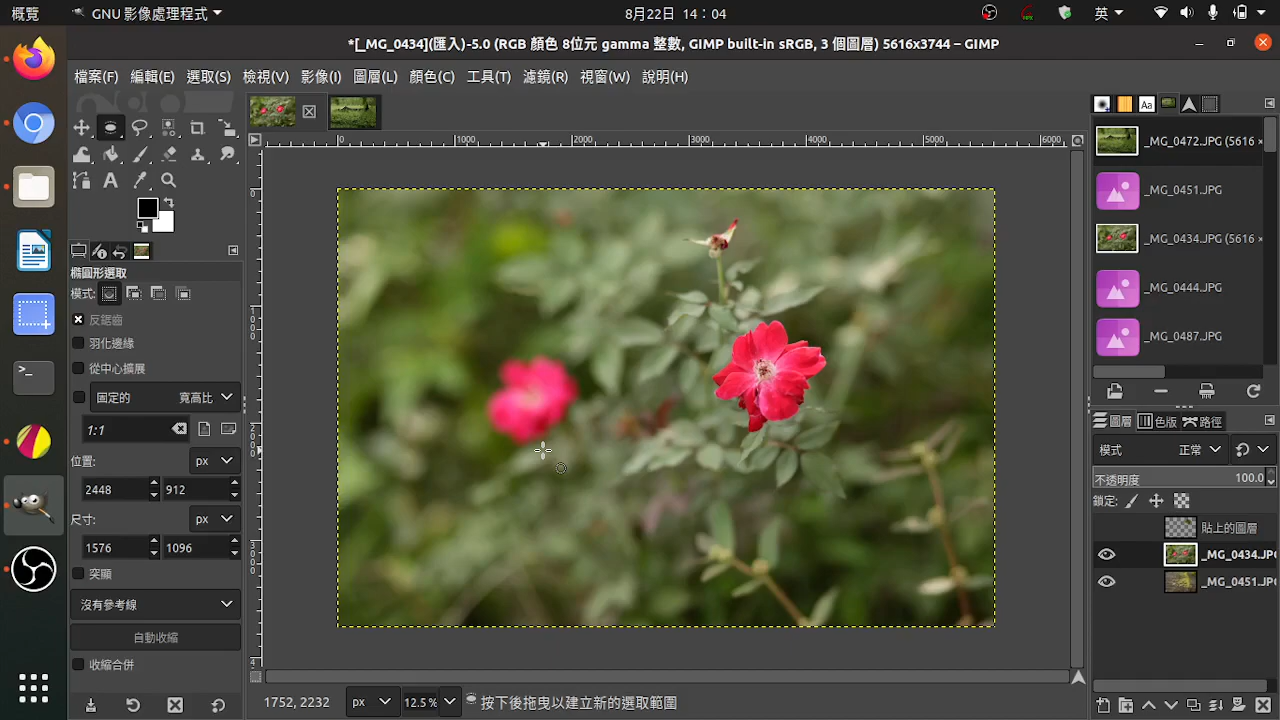 概覽
GNU 影像處理程式
8月22日 14：04
英
*[_MG_0434](匯入)-5.0 (RGB 顏色 8位元 gamma 整數, GIMP built-in sRGB, 3 個圖層) 5616x3744 – GIMP
檔案(F) 編輯(E) 選取(S) 檢視(V) 影像(I) 圖層(L) 顏色(C) 工具(T) 濾鏡(R) 視窗(W) 說明(H)
0 1000 2000 3000 4000 5000 6000
0
1000
2000
3000
4
橢圓形選取
模式:
反鋸齒
羽化邊緣
從中心擴展
固定的 寬高比
1:1
位置: px
2448 912
尺寸: px
1576 1096
突顯
沒有參考線
自動收縮
收縮合併
1752, 2232 px 12.5% 按下後拖曳以建立新的選取範圍
Aa
_MG_0472.JPG (5616 ×
_MG_0451.JPG
_MG_0434.JPG (5616 ×
_MG_0444.JPG
_MG_0487.JPG
圖層 色版 路徑
模式 正常
不透明度 100.0
鎖定:
貼上的圖層
_MG_0434.JPG
_MG_0451.JPG